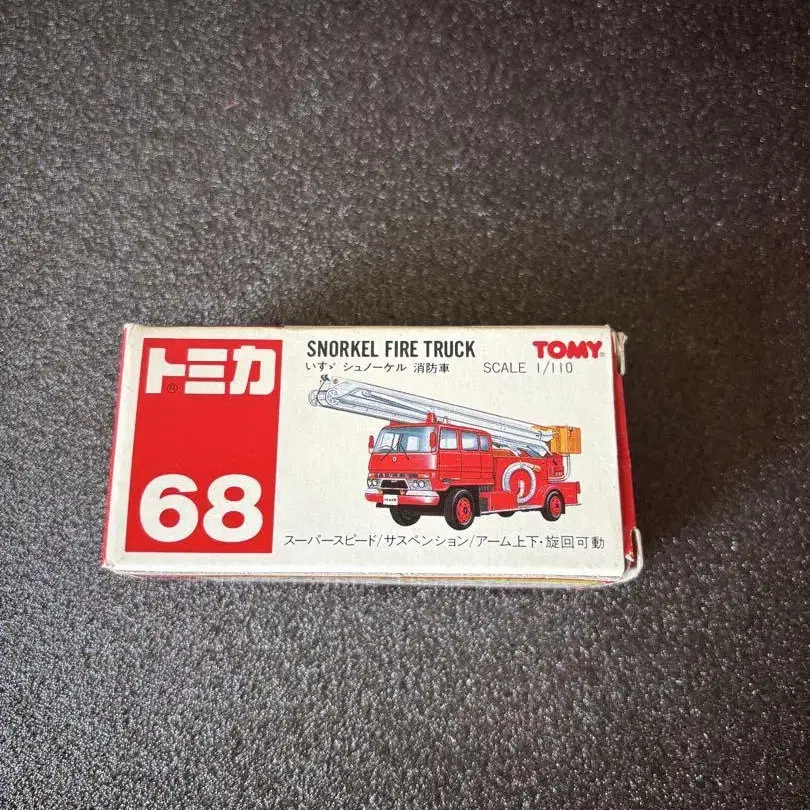 トミカ®
68
SNORKEL FIRE TRUCK
いすゞ シュノーケル 消防車 SCALE 1/110
TOMY®
スーパースピード/サスペンション/アーム上下・旋回可動